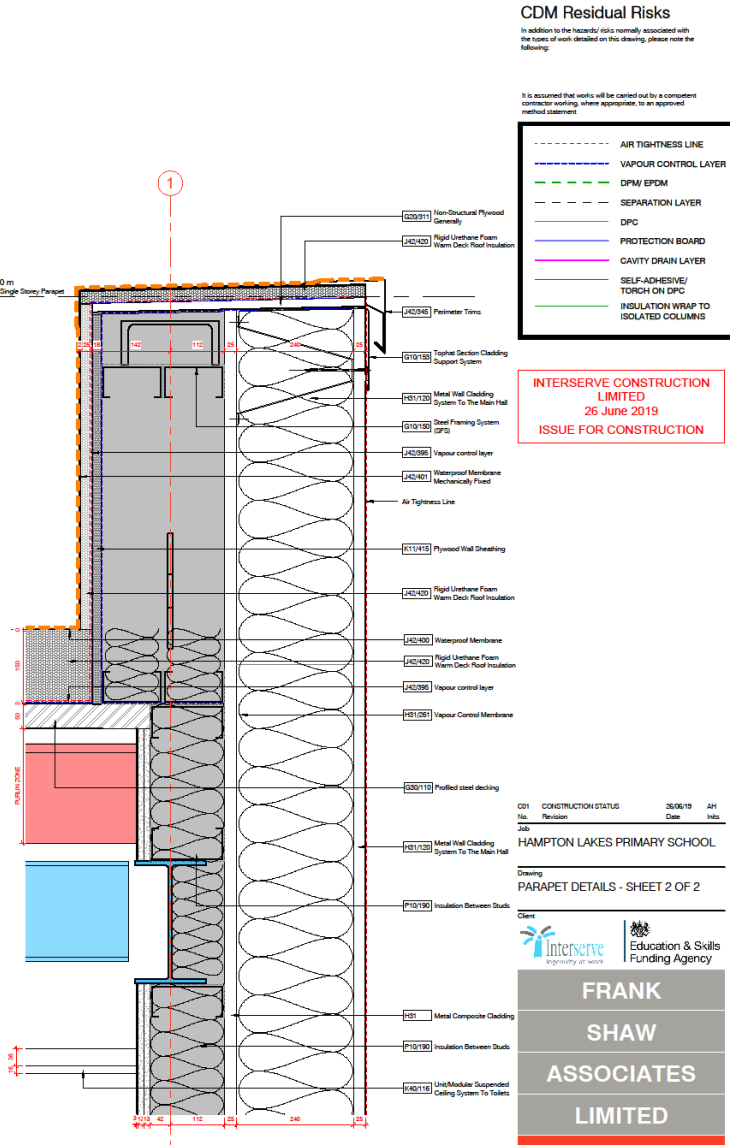 CDM Residual Risks
In addition to the hazards/ risks normally associated with
the types of work detailed on this drawing, please note the
following:
It is assumed that works will be carried out by a competent
contractor working, where appropriate, to an approved
method statement
AIR TIGHTNESS LINE
VAPOUR CONTROL LAYER
DPM/ EPDM
SEPARATION LAYER
DPC
PROTECTION BOARD
CAVITY DRAIN LAYER
SELF-ADHESIVE/
TORCH ON DPC
INSULATION WRAP TO
ISOLATED COLUMNS
INTERSERVE CONSTRUCTION
LIMITED
26 June 2019
ISSUE FOR CONSTRUCTION
1
0 m
Single Storey Parapet
G20/311 Non-Structural Plywood
Generally
J42/420 Rigid Urethane Foam
Warm Deck Roof Insulation
J42/345 Perimeter Trims
G10/153 Tophat Section Cladding
Support System
H31/120 Metal Wall Cladding
System To The Main Hall
G10/150 Steel Framing System
(SFS)
J42/395 Vapour control layer
J42/401 Waterproof Membrane
Mechanically Fixed
Air Tightness Line
K11/415 Plywood Wall Sheathing
J42/420 Rigid Urethane Foam
Warm Deck Roof Insulation
J42/400 Waterproof Membrane
J42/420 Rigid Urethane Foam
Warm Deck Roof Insulation
J42/395 Vapour control layer
H31/261 Vapour Control Membrane
G30/110 Profiled steel decking
H31/120 Metal Wall Cladding
System To The Main Hall
P10/190 Insulation Between Studs
H31 Metal Composite Cladding
P10/190 Insulation Between Studs
K40/116 Unit/Modular Suspended
Ceiling System To Toilets
2 25 18 142 112 25 240 25
150
50
PURLIN ZONE
42 112 25 240 25
C01 CONSTRUCTION STATUS 26/06/19 AH
No. Revision Date Inits
Job
HAMPTON LAKES PRIMARY SCHOOL
Drawing
PARAPET DETAILS - SHEET 2 OF 2
Client
Interserve
Ingenuity at work
Education & Skills
Funding Agency
FRANK
SHAW
ASSOCIATES
LIMITED